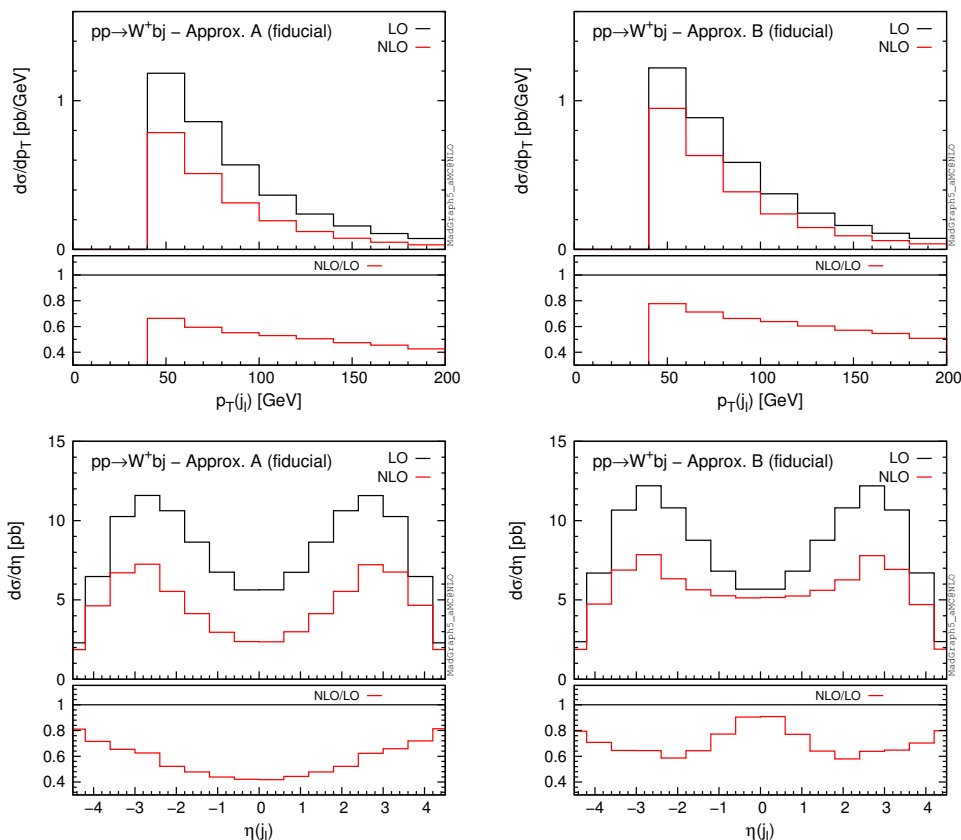 pp→W⁺bj – Approx. A (fiducial)
LO
NLO
dσ/dp_T [pb/GeV]
1
0
MadGraph5_aMC@NLO
NLO/LO
1
0.8
0.6
0.4
0 50 100 150 200
p_T(j_l) [GeV]
pp→W⁺bj – Approx. B (fiducial)
LO
NLO
dσ/dp_T [pb/GeV]
1
0
MadGraph5_aMC@NLO
NLO/LO
1
0.8
0.6
0.4
0 50 100 150 200
p_T(j_l) [GeV]
pp→W⁺bj – Approx. A (fiducial)
LO
NLO
dσ/dη [pb]
15
10
5
0
MadGraph5_aMC@NLO
NLO/LO
1
0.8
0.6
0.4
−4 −3 −2 −1 0 1 2 3 4
η(j_l)
pp→W⁺bj – Approx. B (fiducial)
LO
NLO
dσ/dη [pb]
15
10
5
0
MadGraph5_aMC@NLO
NLO/LO
1
0.8
0.6
0.4
−4 −3 −2 −1 0 1 2 3 4
η(j_l)